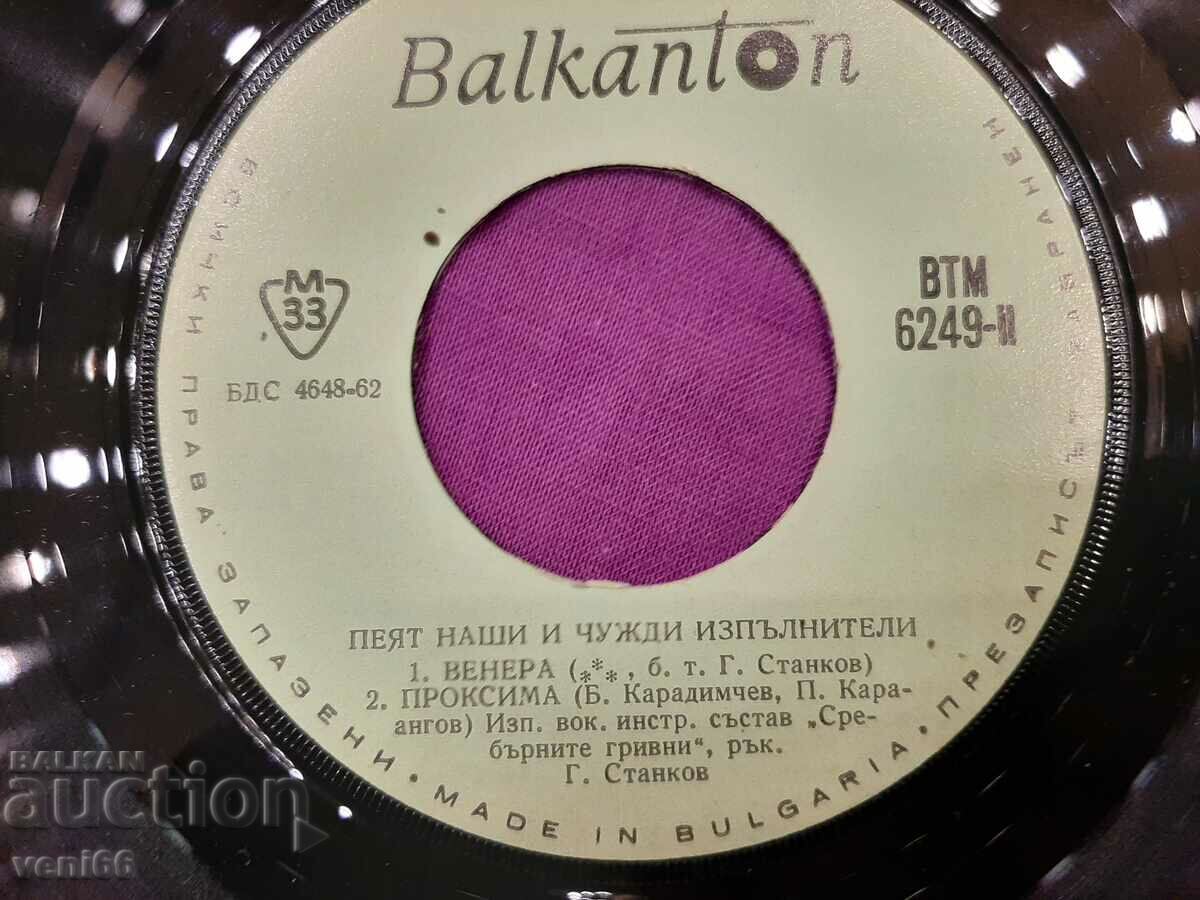 Balkanton
М
33
БДС 4648-62
ВТМ
6249-II
ПЕЯТ НАШИ И ЧУЖДИ ИЗПЪЛНИТЕЛИ
1. ВЕНЕРА (***, б. т. Г. Станков)
2. ПРОКСИМА (Б. Карадимчев, П. Кара-
ангов) Изп. вок. инстр. състав „Сре-
бърните гривни“, рък.
Г. Станков
ВСИЧКИ ПРАВА ЗАПАЗЕНИ • MADE IN BULGARIA • ПРЕЗАПИСЪТ ЗАБРАНЕН
BALKAN
auction
veni66